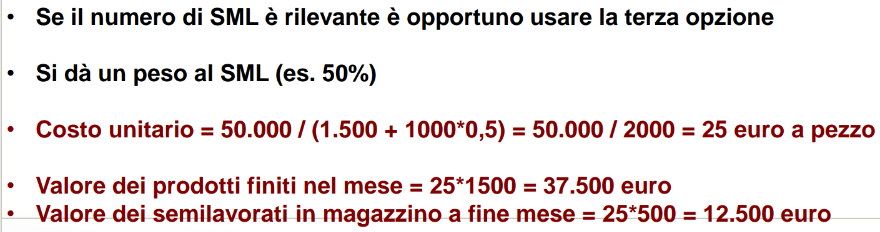 • Se il numero di SML è rilevante è opportuno usare la terza opzione
• Si dà un peso al SML (es. 50%)
• Costo unitario = 50.000 / (1.500 + 1000*0,5) = 50.000 / 2000 = 25 euro a pezzo
• Valore dei prodotti finiti nel mese = 25*1500 = 37.500 euro
• Valore dei semilavorati in magazzino a fine mese = 25*500 = 12.500 euro